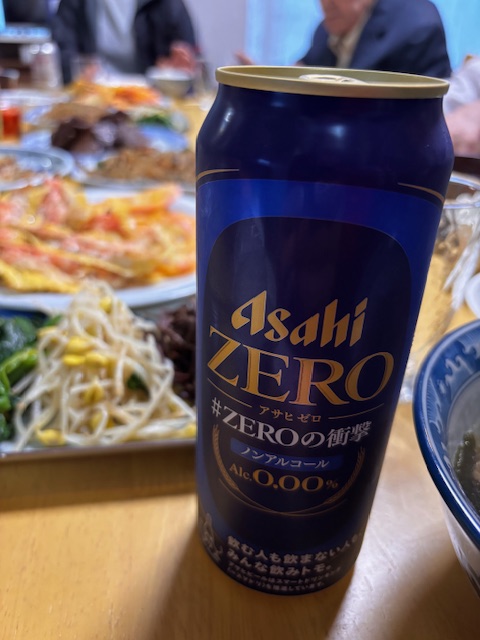 Asahi
ZERO
アサヒゼロ
#ZEROの衝撃
ノンアルコール
Alc.0.00%
飲む人も飲まない人も
みんな飲みトモ。